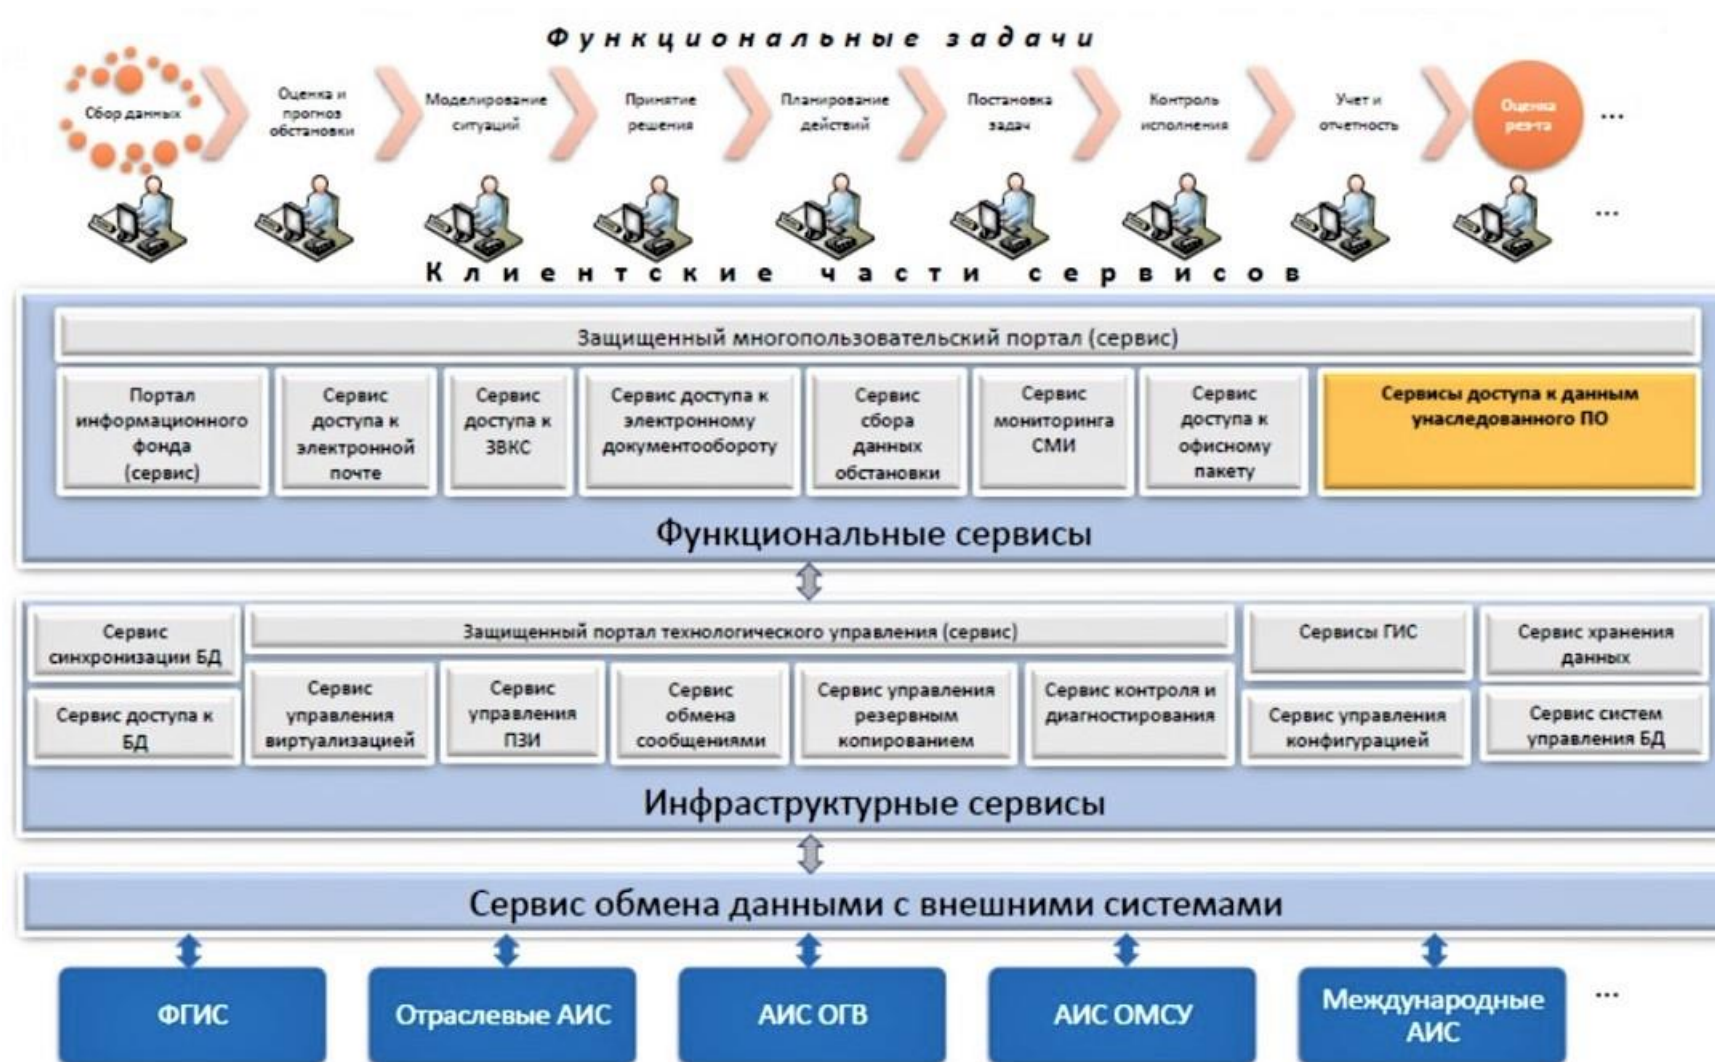 Функциональные задачи
Сбор данных
Оценка и
прогноз
обстановки
Моделирование
ситуаций
Принятие
решения
Планирование
действий
Постановка
задач
Контроль
исполнения
Учет и
отчетность
Оценка
рез-та
...
...
Клиентские части сервисов
Защищенный многопользовательский портал (сервис)
Портал
информационного
фонда
(сервис)
Сервис
доступа к
электронной
почте
Сервис
доступа к
ЗВКС
Сервис доступа к
электронному
документообороту
Сервис
сбора
данных
обстановки
Сервис
мониторинга
СМИ
Сервис
доступа к
офисному
пакету
Сервисы доступа к данным
унаследованного ПО
Функциональные сервисы
Сервис
синхронизации БД
Защищенный портал технологического управления (сервис)
Сервисы ГИС
Сервис хранения
данных
Сервис доступа к
БД
Сервис
управления
виртуализацией
Сервис
управления
ПЗИ
Сервис
обмена
сообщениями
Сервис управления
резервным
копированием
Сервис контроля и
диагностирования
Сервис управления
конфигурацией
Сервис систем
управления БД
Инфраструктурные сервисы
Сервис обмена данными с внешними системами
ФГИС
Отраслевые АИС
АИС ОГВ
АИС ОМСУ
Международные
АИС
...